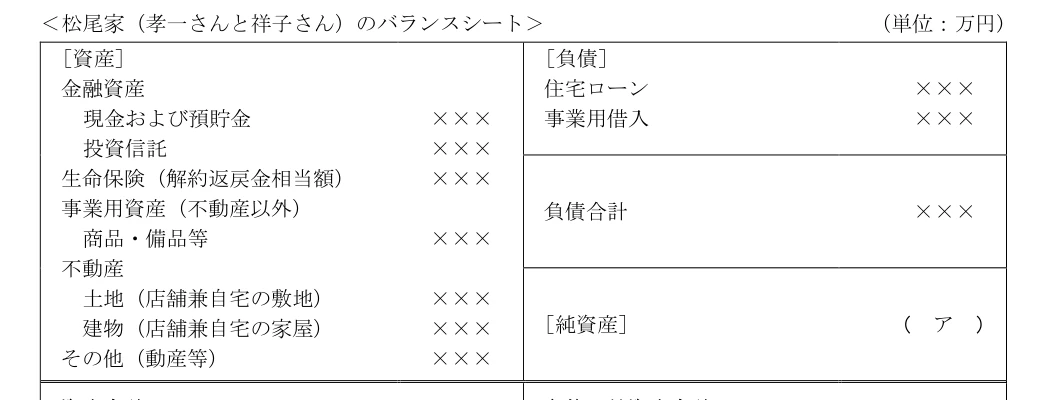 ＜松尾家（孝一さんと祥子さん）のバランスシート＞ （単位：万円）
［資産］
金融資産
現金および預貯金 ×××
投資信託 ×××
生命保険（解約返戻金相当額） ×××
事業用資産（不動産以外）
商品・備品等 ×××
不動産
土地（店舗兼自宅の敷地） ×××
建物（店舗兼自宅の家屋） ×××
その他（動産等） ×××
［負債］
住宅ローン ×××
事業用借入 ×××
負債合計 ×××
［純資産］ （ ア ）